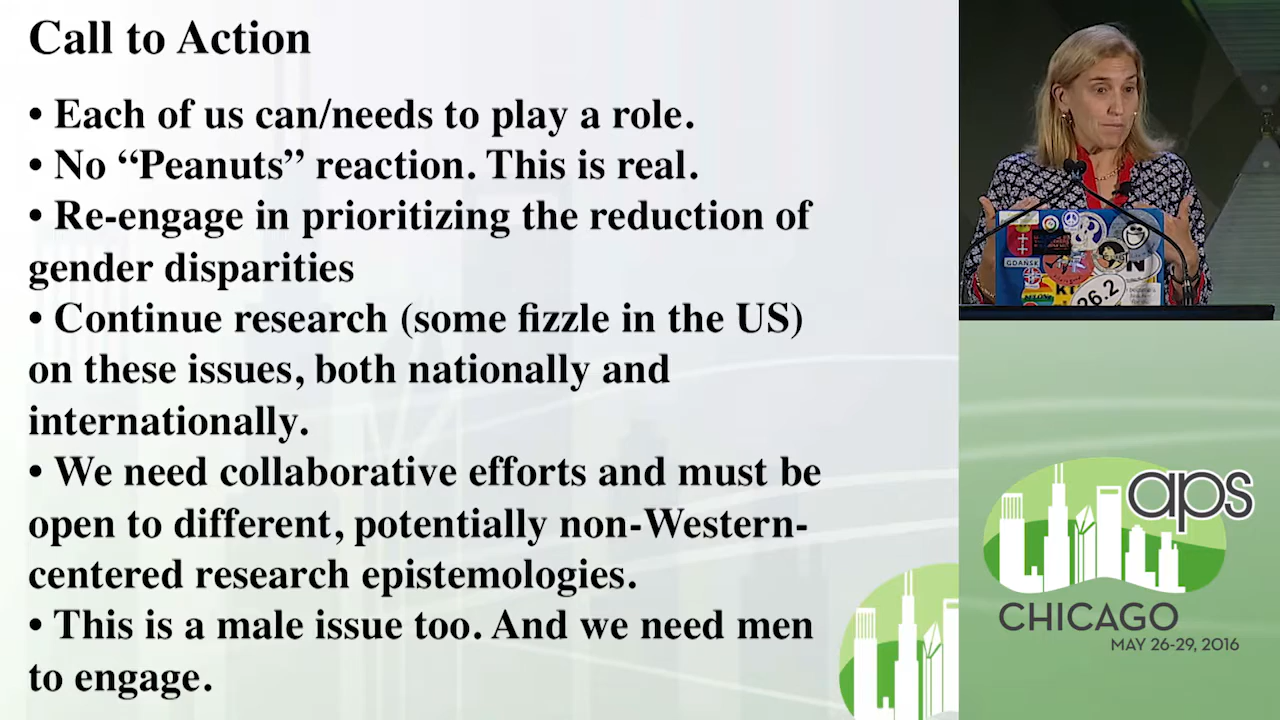 Call to Action
• Each of us can/needs to play a role.
• No “Peanuts” reaction. This is real.
• Re-engage in prioritizing the reduction of
gender disparities
• Continue research (some fizzle in the US)
on these issues, both nationally and
internationally.
• We need collaborative efforts and must be
open to different, potentially non-Western-
centered research epistemologies.
• This is a male issue too. And we need men
to engage.
GDAŃSK
N
26.2
aps
CHICAGO
MAY 26-29, 2016